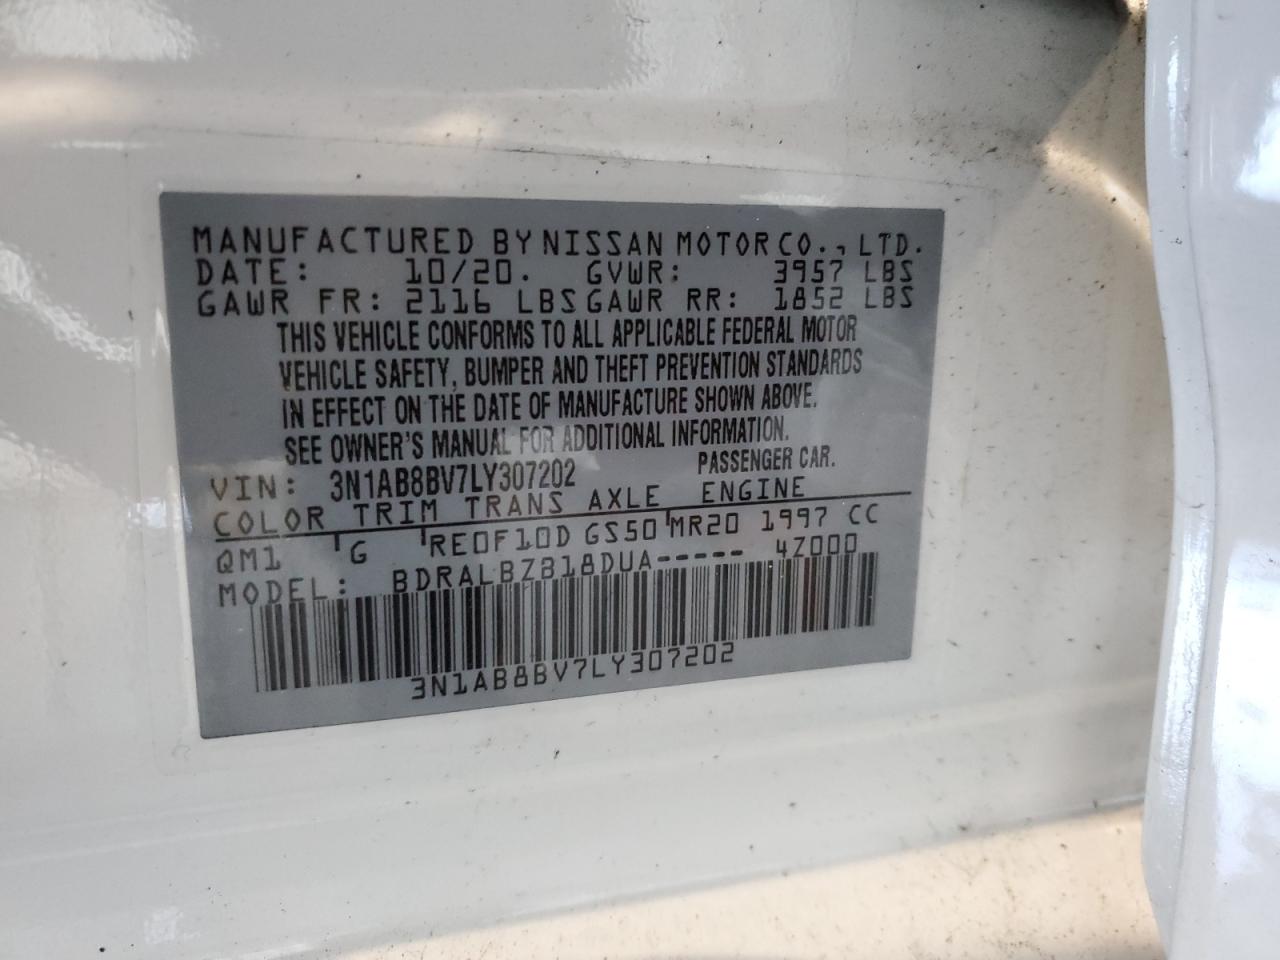 MANUFACTURED BY NISSAN MOTOR CO., LTD.
DATE: 10/20. GVWR: 3957 LBS
GAWR FR: 2116 LBS GAWR RR: 1852 LBS
THIS VEHICLE CONFORMS TO ALL APPLICABLE FEDERAL MOTOR
VEHICLE SAFETY, BUMPER AND THEFT PREVENTION STANDARDS
IN EFFECT ON THE DATE OF MANUFACTURE SHOWN ABOVE.
SEE OWNER'S MANUAL FOR ADDITIONAL INFORMATION.
VIN: 3N1AB8BV7LY307202 PASSENGER CAR.
COLOR TRIM TRANS AXLE ENGINE
QM1 G RE0F10D GS50 MR20 1997 CC
MODEL: BDRALBZB18DUA----- 4Z000
3N1AB8BV7LY307202